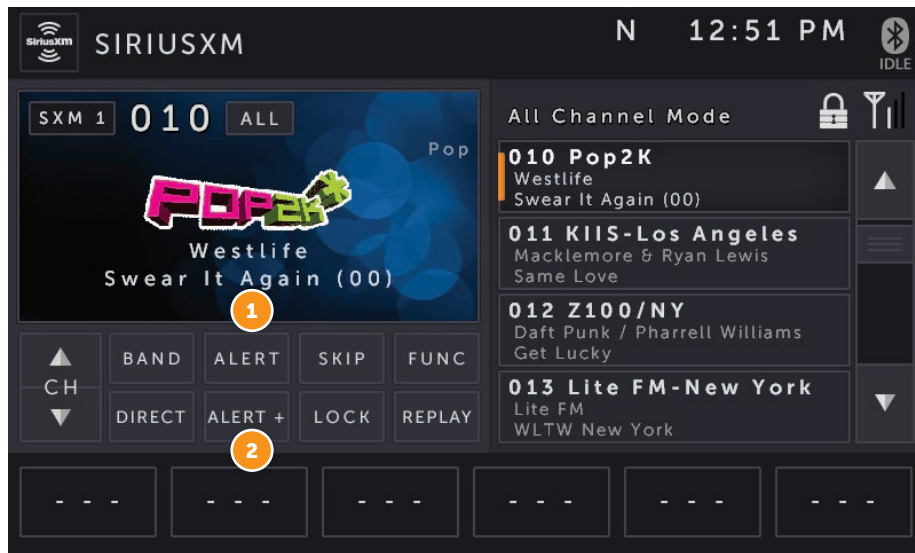 siriusxm
SIRIUSXM
N
12:51 PM
IDLE
SXM 1
010
ALL
Pop
POP2K
Westlife
Swear It Again (00)
1
CH
BAND
ALERT
SKIP
FUNC
DIRECT
ALERT +
LOCK
REPLAY
2
All Channel Mode
010 Pop2K
Westlife
Swear It Again (00)
011 KIIS-Los Angeles
Macklemore & Ryan Lewis
Same Love
012 Z100/NY
Daft Punk / Pharrell Williams
Get Lucky
013 Lite FM-New York
Lite FM
WLTW New York
- - -
- - -
- - -
- - -
- - -
- - -